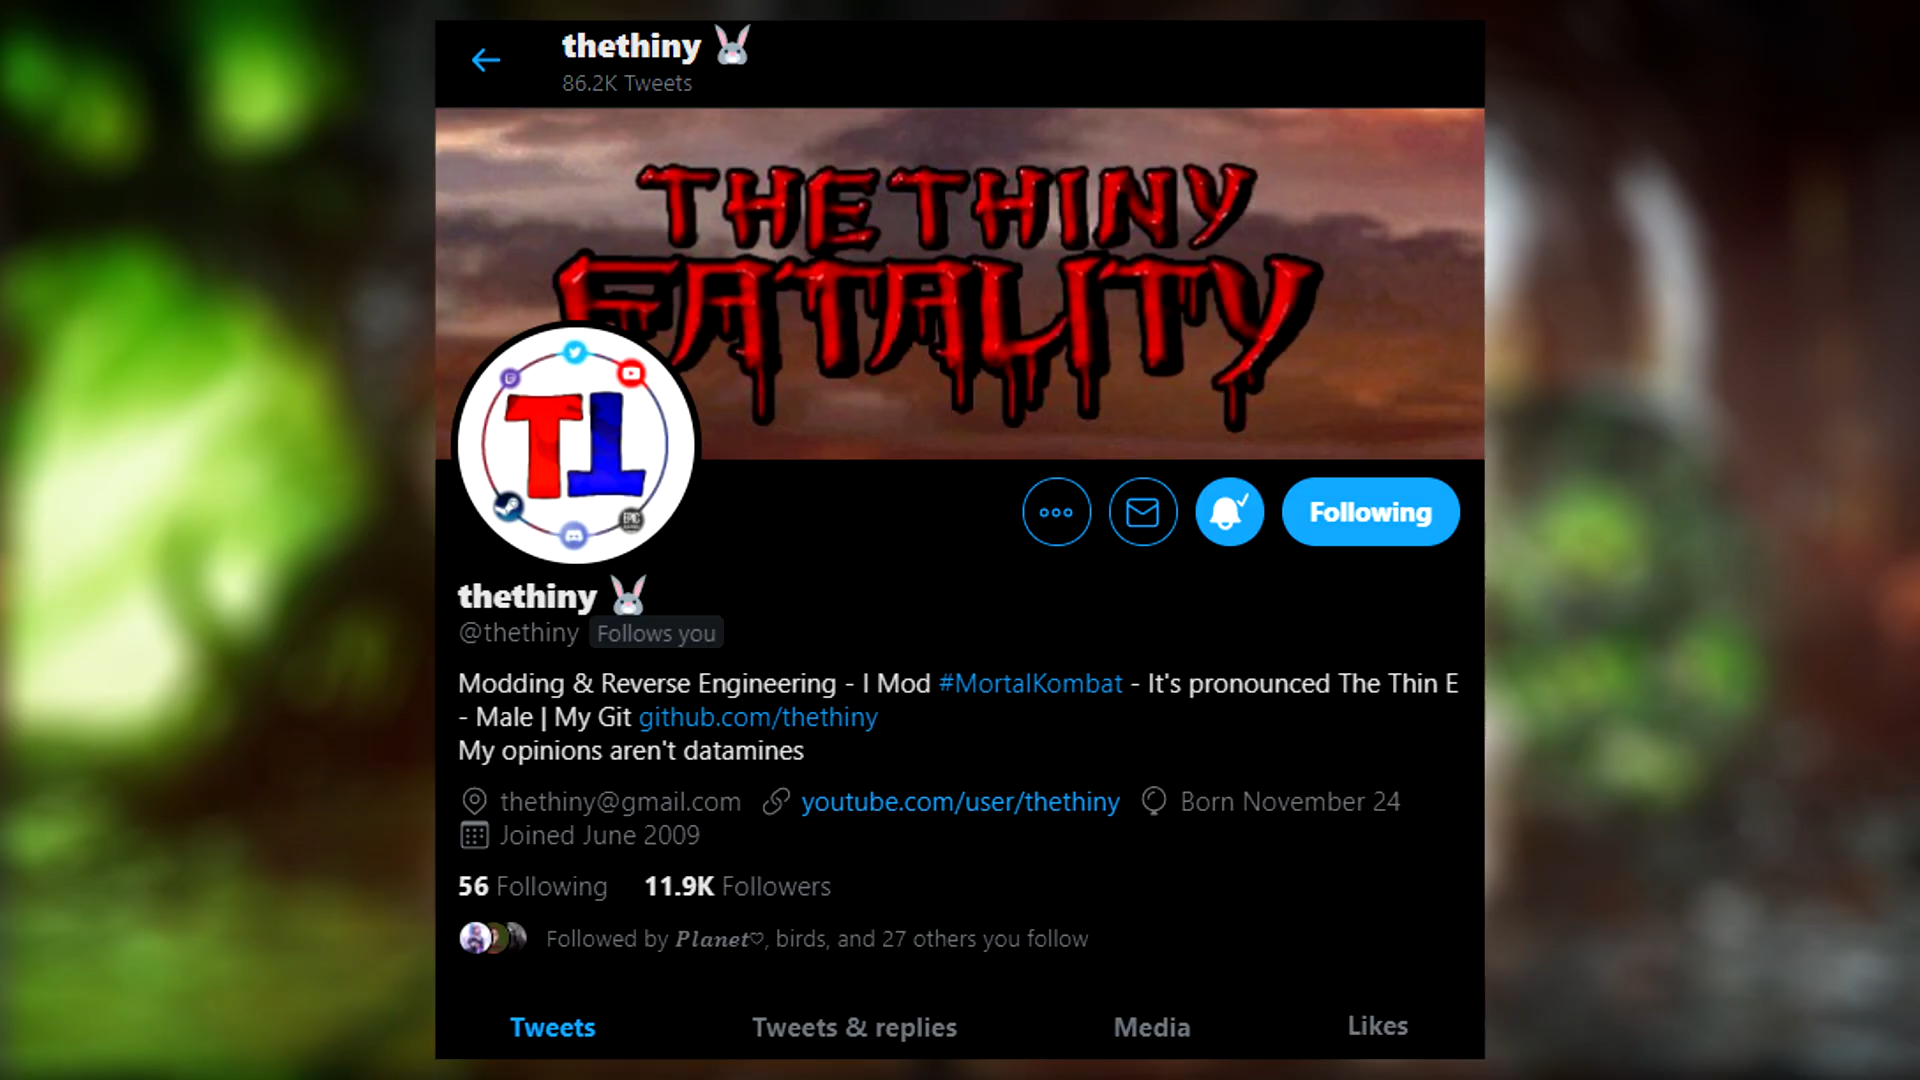 thethiny 🐰
86.2K Tweets
THETHINY
FATALITY
TT
EPIC
Following
thethiny 🐰
@thethiny Follows you
Modding & Reverse Engineering - I Mod #MortalKombat - It's pronounced The Thin E
- Male | My Git github.com/thethiny
My opinions aren't datamines
thethiny@gmail.com youtube.com/user/thethiny Born November 24
Joined June 2009
56 Following 11.9K Followers
Followed by 𝑷𝒍𝒂𝒏𝒆𝒕♡, birds, and 27 others you follow
Tweets Tweets & replies Media Likes